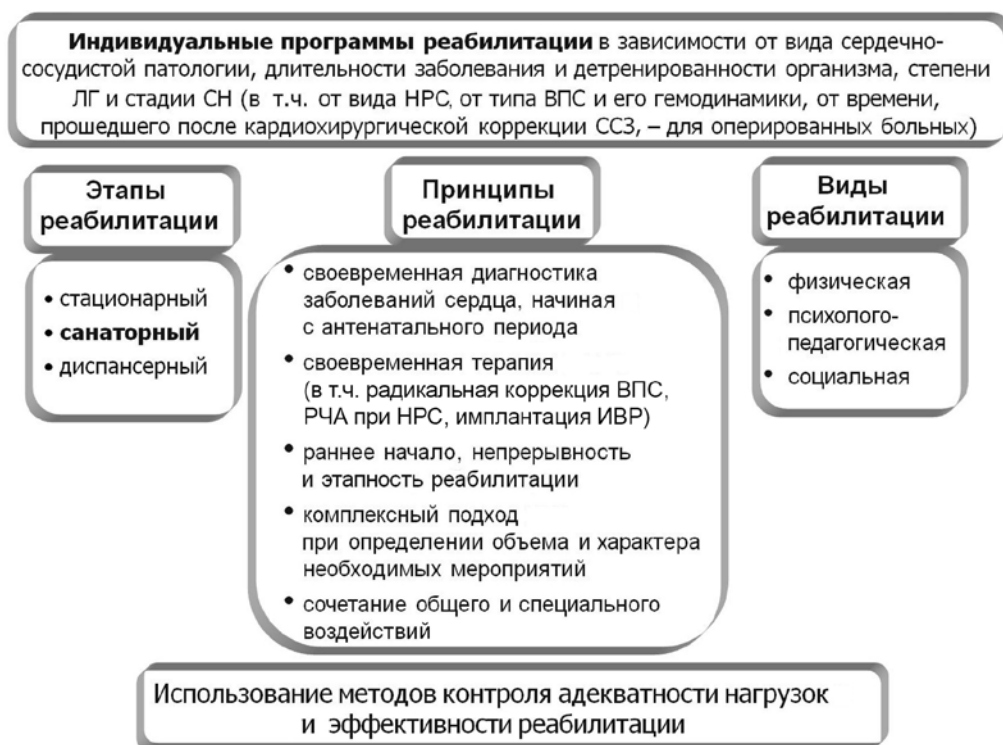 Индивидуальные программы реабилитации в зависимости от вида сердечно-
сосудистой патологии, длительности заболевания и детренированности организма, степени
ЛГ и стадии СН (в т.ч. от вида НРС, от типа ВПС и его гемодинамики, от времени,
прошедшего после кардиохирургической коррекции ССЗ, – для оперированных больных)
Этапы
реабилитации
• стационарный
• санаторный
• диспансерный
Принципы
реабилитации
• своевременная диагностика
заболеваний сердца, начиная
с антенатального периода
• своевременная терапия
(в т.ч. радикальная коррекция ВПС,
РЧА при НРС, имплантация ИВР)
• раннее начало, непрерывность
и этапность реабилитации
• комплексный подход
при определении объема и характера
необходимых мероприятий
• сочетание общего и специального
воздействий
Виды
реабилитации
• физическая
• психолого-
педагогическая
• социальная
Использование методов контроля адекватности нагрузок
и эффективности реабилитации